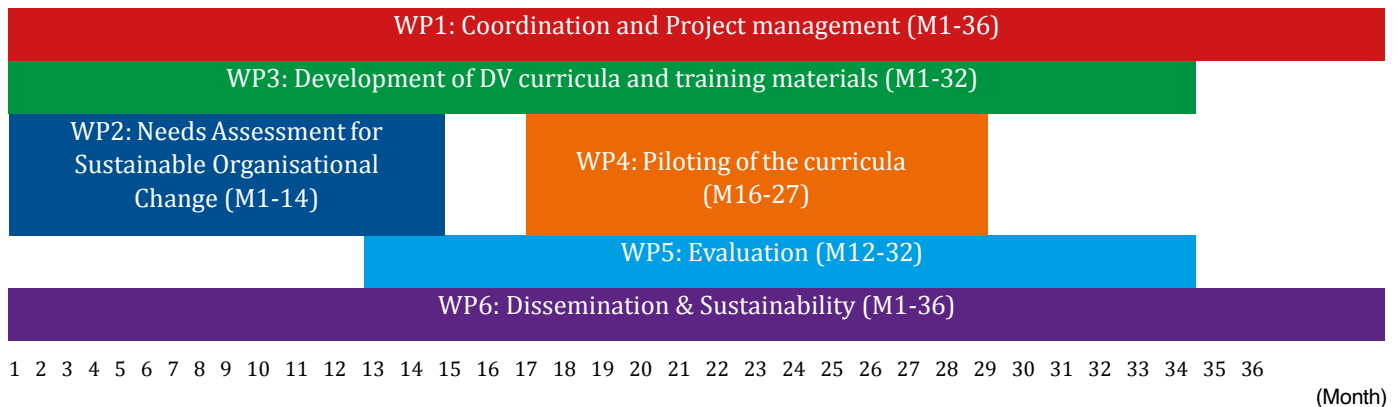 WP1: Coordination and Project management (M1-36)
WP3: Development of DV curricula and training materials (M1-32)
WP2: Needs Assessment for
Sustainable Organisational
Change (M1-14)
WP4: Piloting of the curricula
(M16-27)
WP5: Evaluation (M12-32)
WP6: Dissemination & Sustainability (M1-36)
1 2 3 4 5 6 7 8 9 10 11 12 13 14 15 16 17 18 19 20 21 22 23 24 25 26 27 28 29 30 31 32 33 34 35 36
(Month)